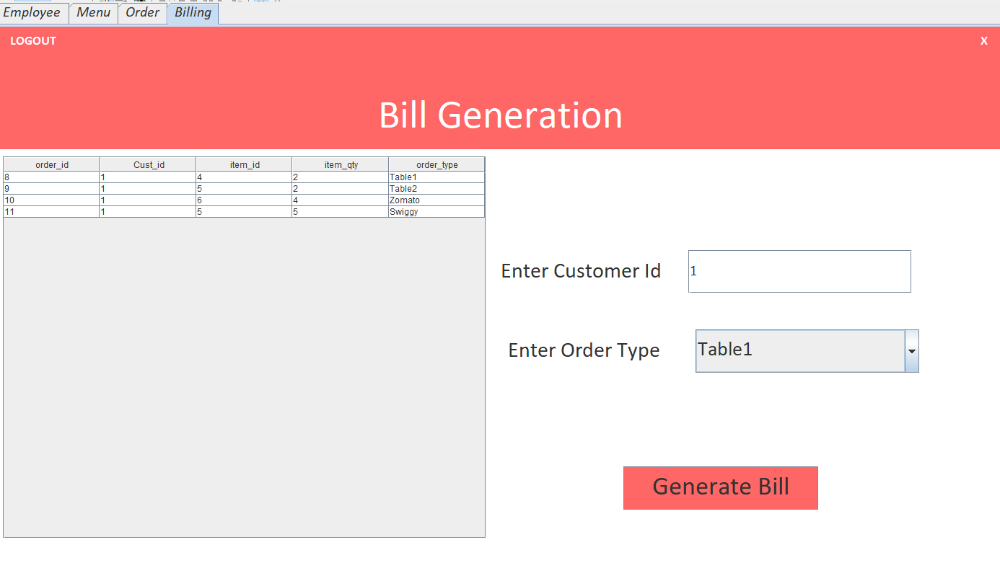 Employee Menu Order Billing
LOGOUT X
Bill Generation
order_id Cust_id item_id item_qty order_type
8 1 4 2 Table1
9 1 5 2 Table2
10 1 6 4 Zomato
11 1 5 5 Swiggy
Enter Customer Id 1
Enter Order Type Table1
Generate Bill